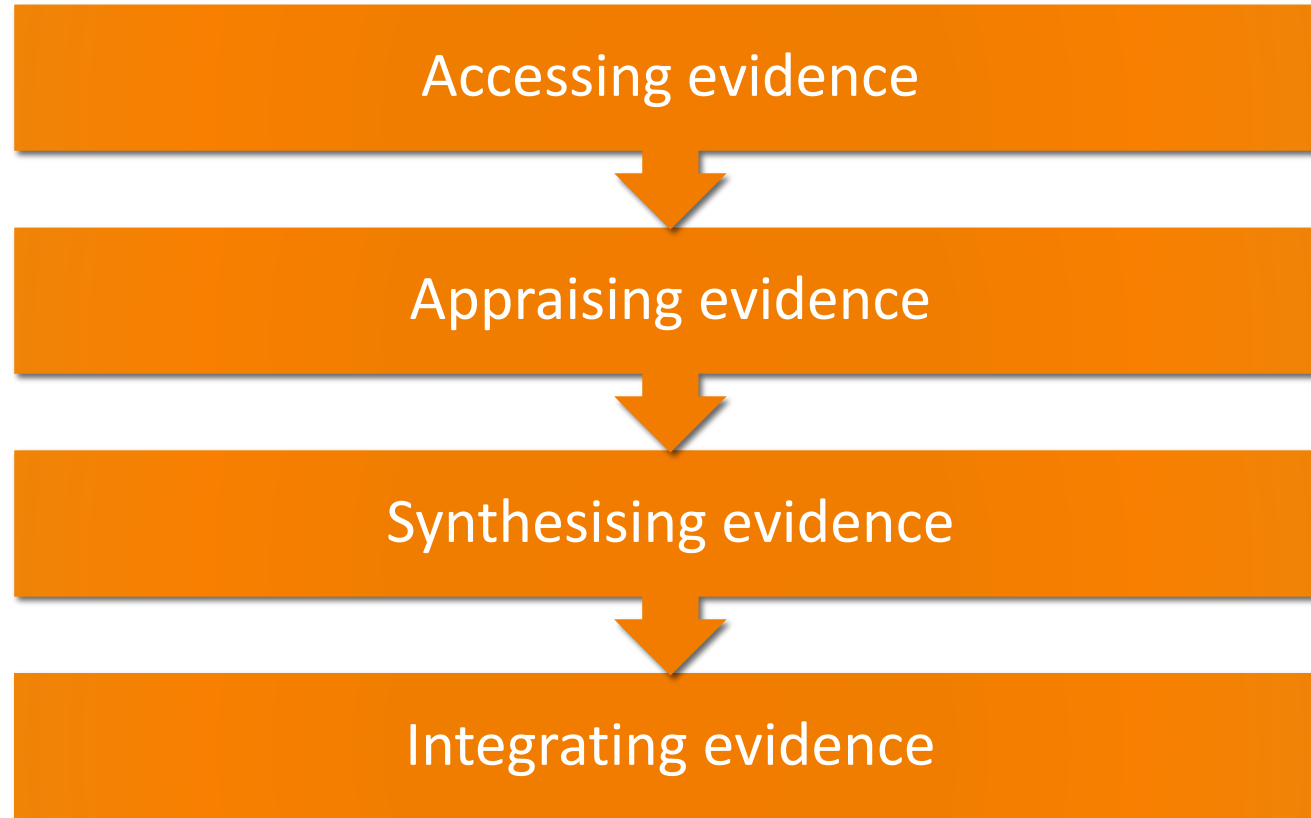 Accessing evidence
Appraising evidence
Synthesising evidence
Integrating evidence